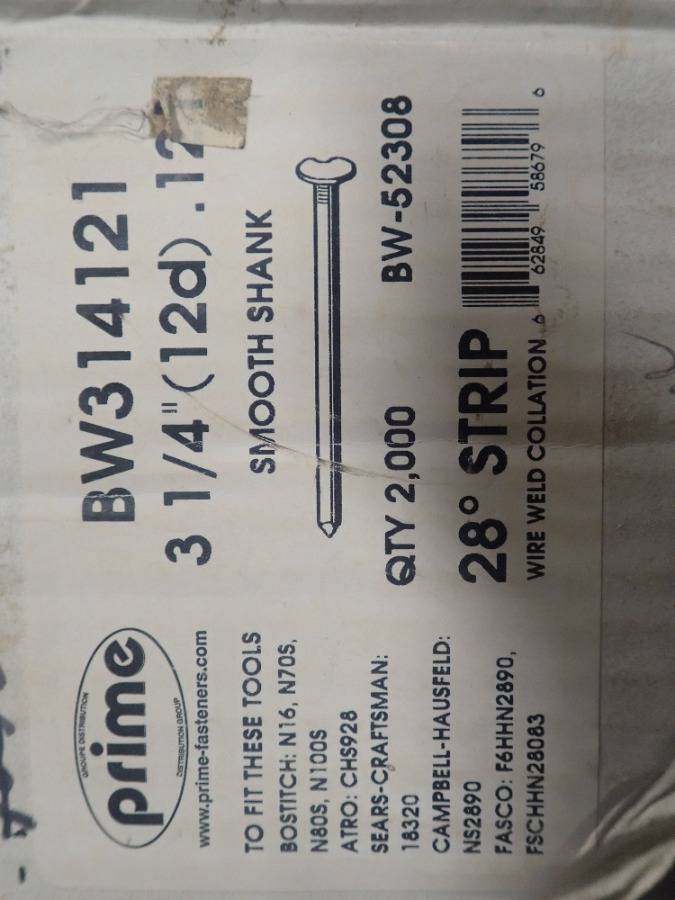 GROUPE DISTRIBUTION
prime
DISTRIBUTION GROUP
www.prime-fasteners.com
TO FIT THESE TOOLS
BOSTITCH: N16, N70S,
N80S, N100S
ATRO: CHS928
SEARS-CRAFTSMAN:
18320
CAMPBELL-HAUSFELD:
NS2890
FASCO: F6HHN2890,
FSCHHN28083
BW314121
3 1/4" (12d) .12
SMOOTH SHANK
QTY 2,000 BW-52308
28° STRIP
WIRE WELD COLLATION
6 62849 58679 6